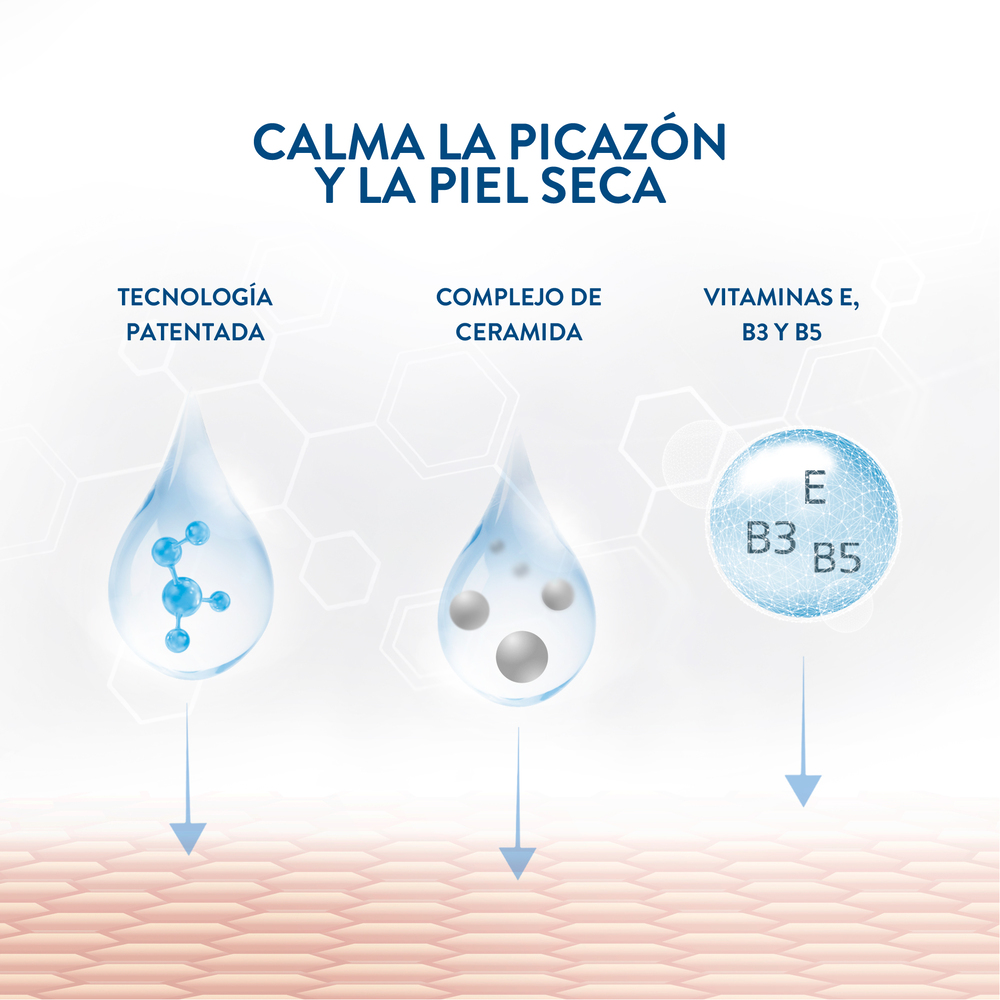 CALMA LA PICAZÓN
Y LA PIEL SECA
TECNOLOGÍA
PATENTADA
COMPLEJO DE
CERAMIDA
VITAMINAS E,
B3 Y B5
E
B3
B5